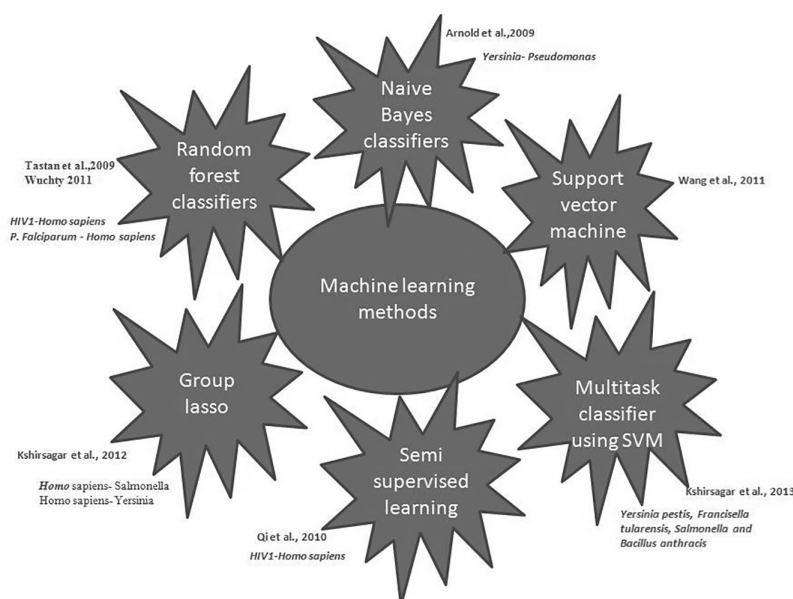 Arnold et al.,2009
Yersinia- Pseudomonas
Naive
Bayes
classifiers
Tastan et al.,2009
Wuchty 2011
HIV1-Homo sapiens
P. Falciparum - Homo sapiens
Random
forest
classifiers
Support
vector
machine
Wang et al., 2011
Machine learning
methods
Group
lasso
Kshirsagar et al., 2012
Homo sapiens- Salmonella
Homo sapiens- Yersinia
Semi
supervised
learning
Qi et al., 2010
HIV1-Homo sapiens
Multitask
classifier
using SVM
Kshirsagar et al., 2013
Yersinia pestis, Francisella
tularensis, Salmonella and
Bacillus anthracis